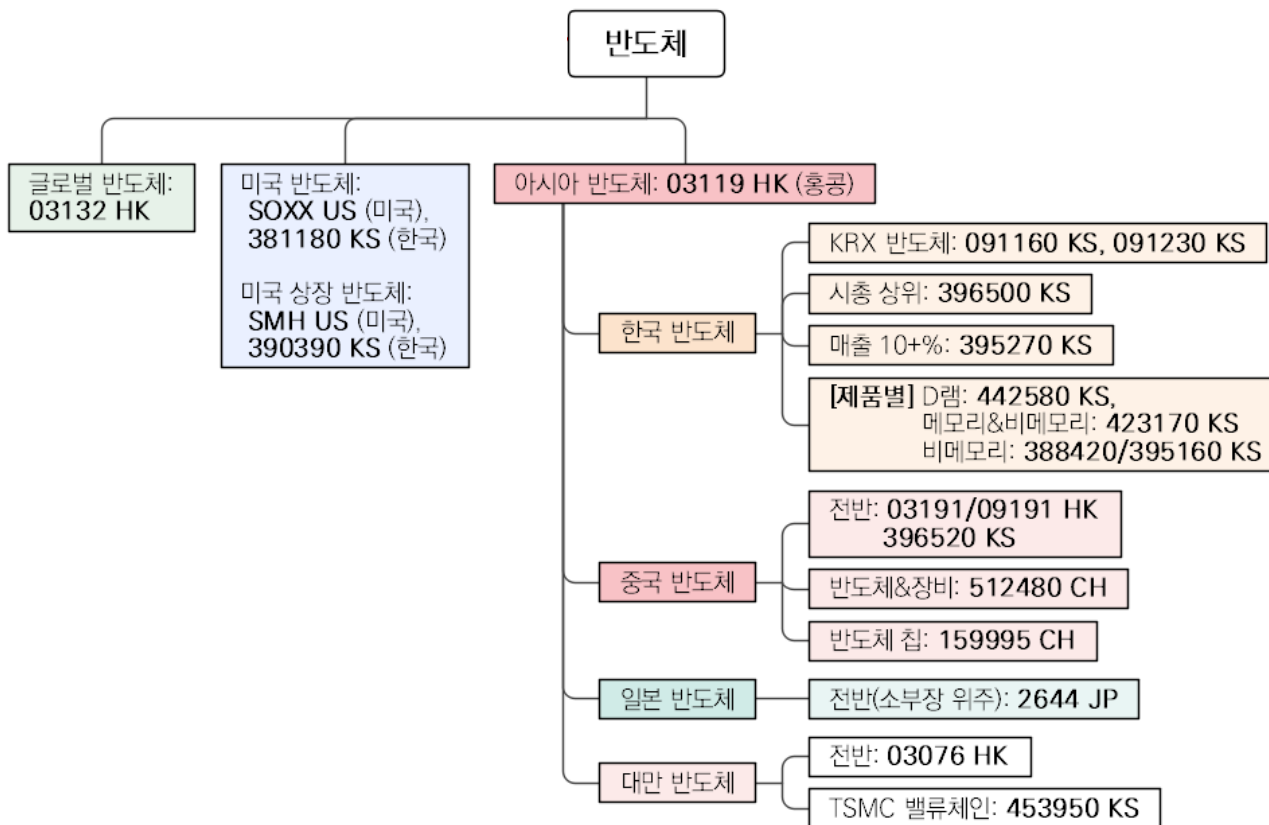 반도체
글로벌 반도체:
03132 HK
미국 반도체:
SOXX US (미국),
381180 KS (한국)
미국 상장 반도체:
SMH US (미국),
390390 KS (한국)
아시아 반도체: 03119 HK (홍콩)
한국 반도체
KRX 반도체: 091160 KS, 091230 KS
시총 상위: 396500 KS
매출 10+%: 395270 KS
[제품별] D램: 442580 KS,
메모리&비메모리: 423170 KS
비메모리: 388420/395160 KS
중국 반도체
전반: 03191/09191 HK
396520 KS
반도체&장비: 512480 CH
반도체 칩: 159995 CH
일본 반도체
전반(소부장 위주): 2644 JP
대만 반도체
전반: 03076 HK
TSMC 밸류체인: 453950 KS